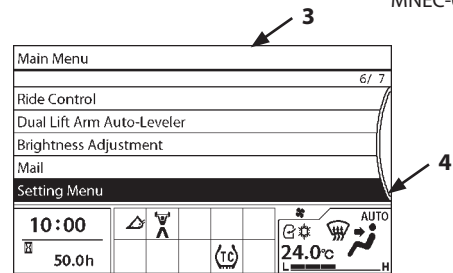 MNEC-
3
Main Menu
6/ 7
Ride Control
Dual Lift Arm Auto-Leveler
Brightness Adjustment
Mail
4
Setting Menu
10:00
AUTO
50.0h
TC
24.0℃
L
H